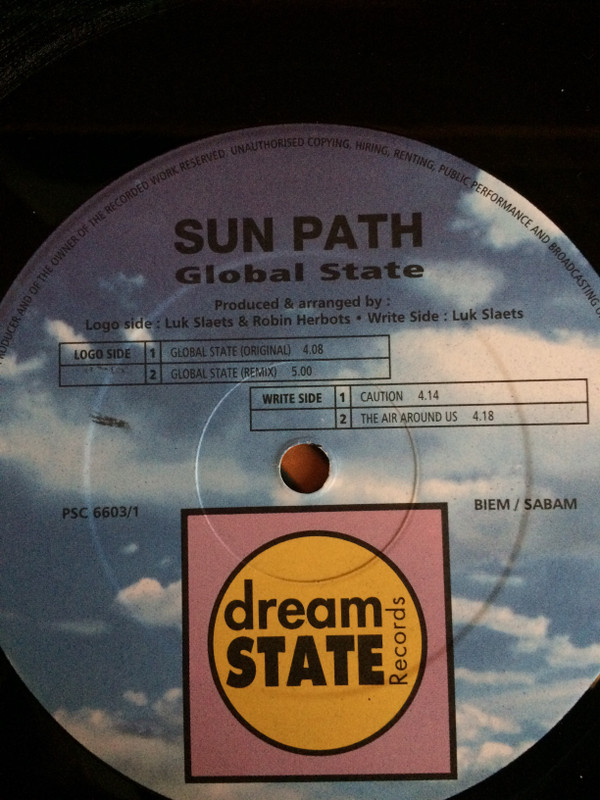 PRODUCER AND OF THE OWNER OF THE RECORDED WORK RESERVED. UNAUTHORISED COPYING, HIRING, RENTING, PUBLIC PERFORMANCE AND BROADCASTING
SUN PATH
Global State
Produced & arranged by :
Logo side : Luk Slaets & Robin Herbots • Write Side : Luk Slaets
LOGO SIDE 1 GLOBAL STATE (ORIGINAL) 4.08
2 GLOBAL STATE (REMIX) 5.00
WRITE SIDE 1 CAUTION 4.14
2 THE AIR AROUND US 4.18
PSC 6603/1
BIEM / SABAM
dream
STATE
Records